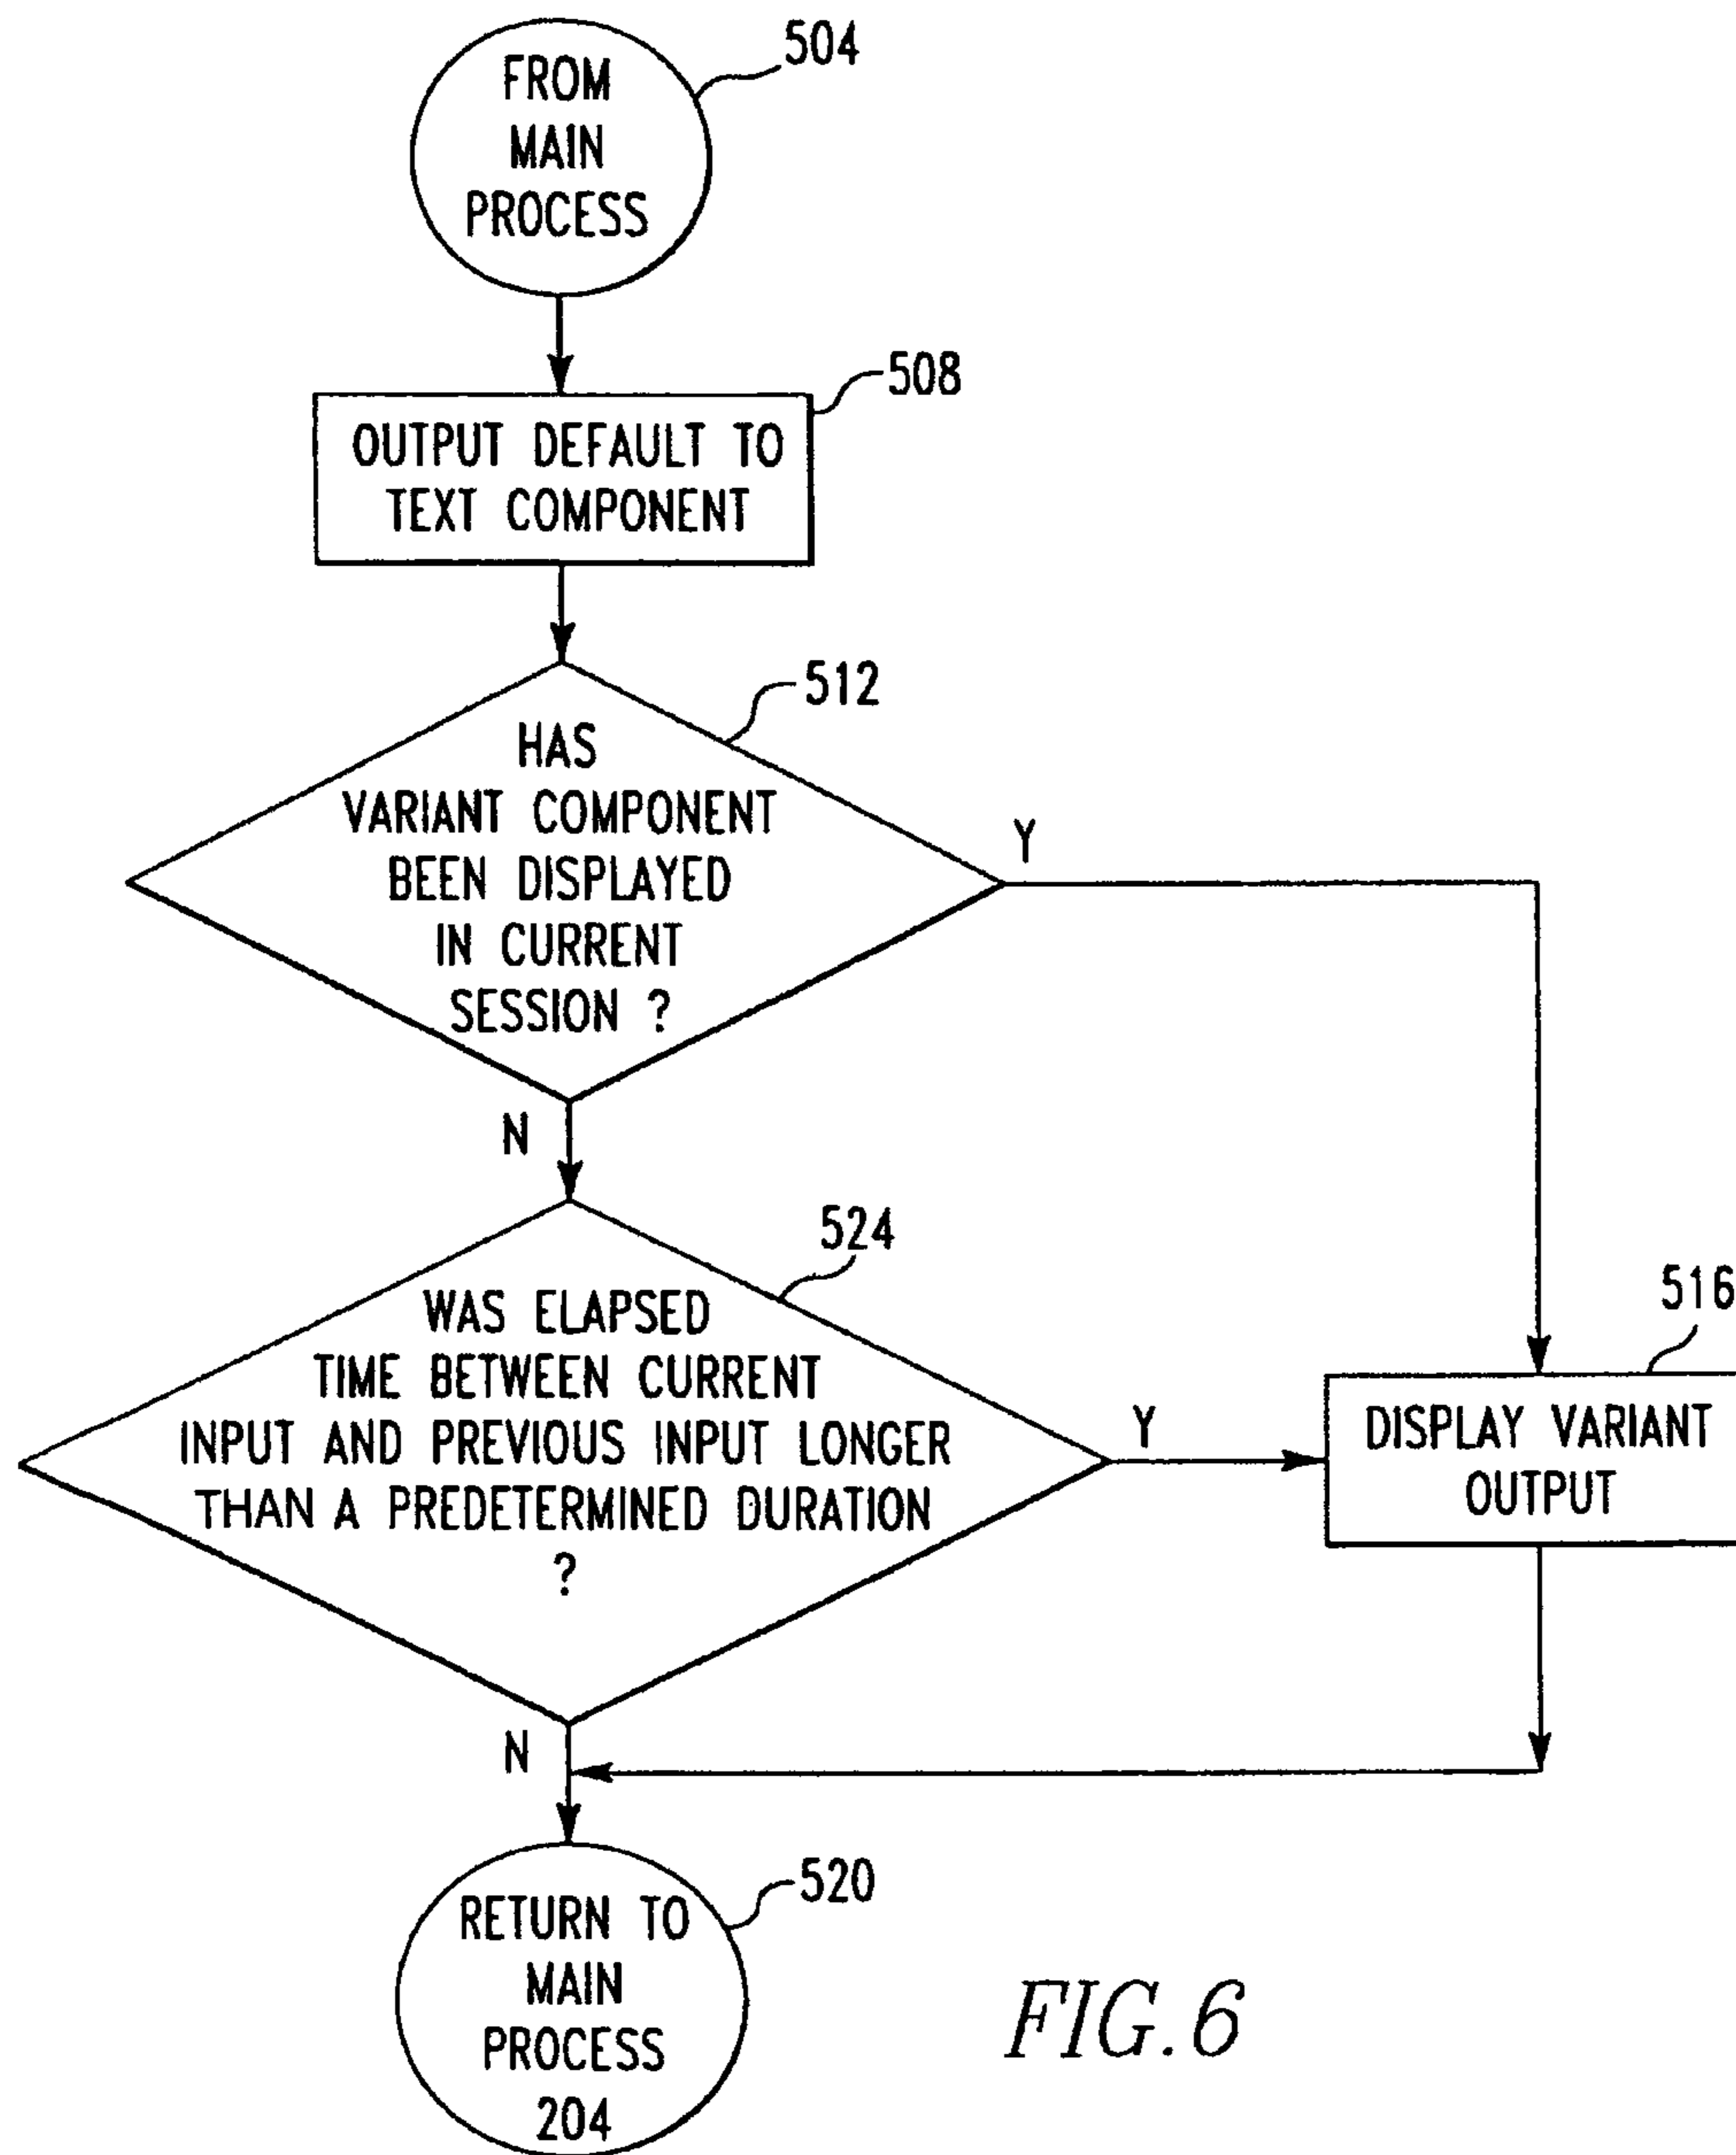 504
FROM
MAIN
PROCESS
508
OUTPUT DEFAULT TO
TEXT COMPONENT
512
HAS
VARIANT COMPONENT
BEEN DISPLAYED
IN CURRENT
SESSION ?
Y
N
524
WAS ELAPSED
TIME BETWEEN CURRENT
INPUT AND PREVIOUS INPUT LONGER
THAN A PREDETERMINED DURATION
?
Y
516
DISPLAY VARIANT
OUTPUT
N
520
RETURN TO
MAIN
PROCESS
204
FIG. 6